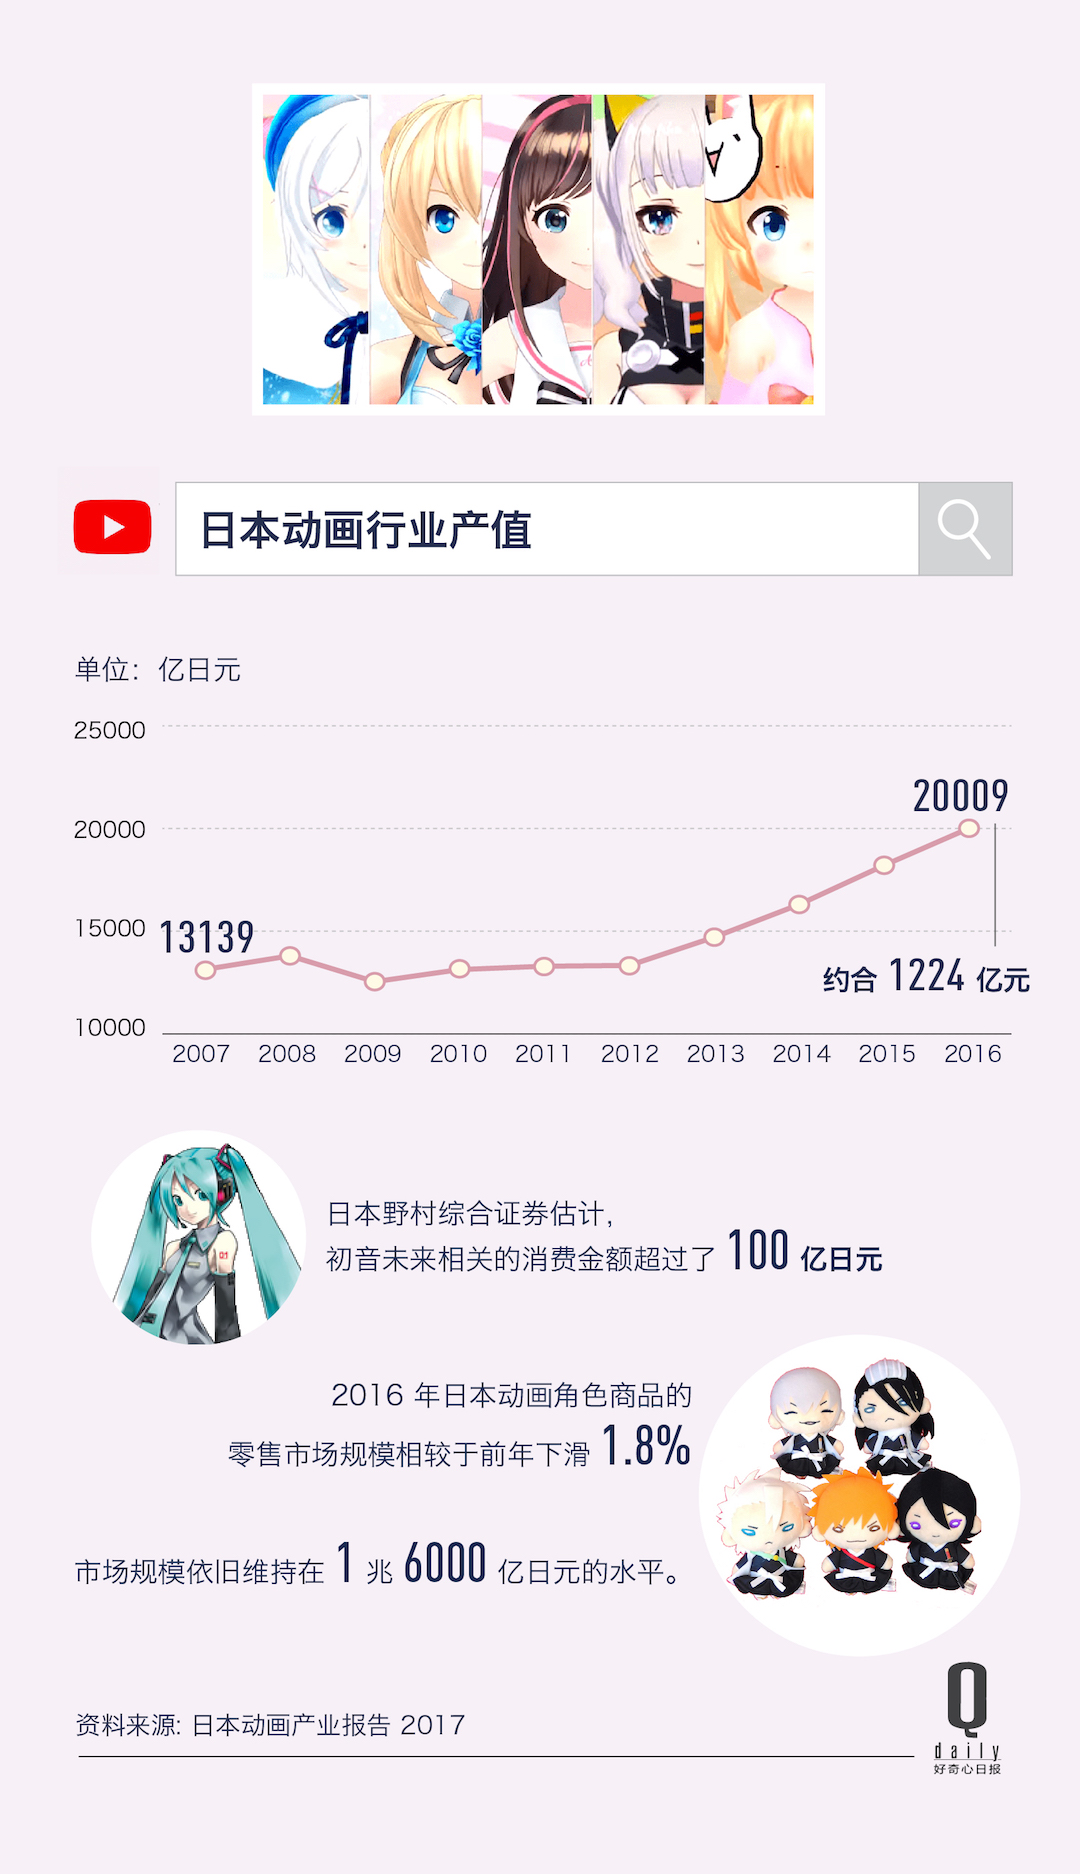 日本动画行业产值
单位：亿日元
25000
20009
20000
15000
13139
约合 1224 亿元
10000
2007 2008 2009 2010 2011 2012 2013 2014 2015 2016
01
日本野村综合证券估计，
初音未来相关的消费金额超过了 100 亿日元
2016 年日本动画角色商品的
零售市场规模相较于前年下滑 1.8%
市场规模依旧维持在 1 兆 6000 亿日元的水平。
资料来源: 日本动画产业报告 2017
Q
daily
好奇心日报